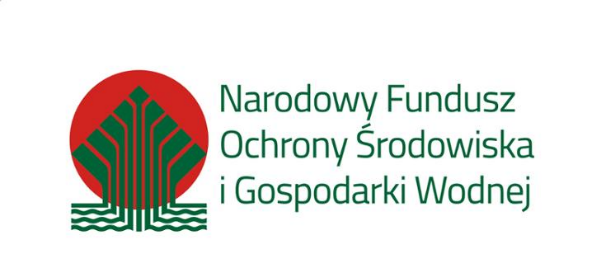 Narodowy Fundusz
Ochrony Środowiska
i Gospodarki Wodnej